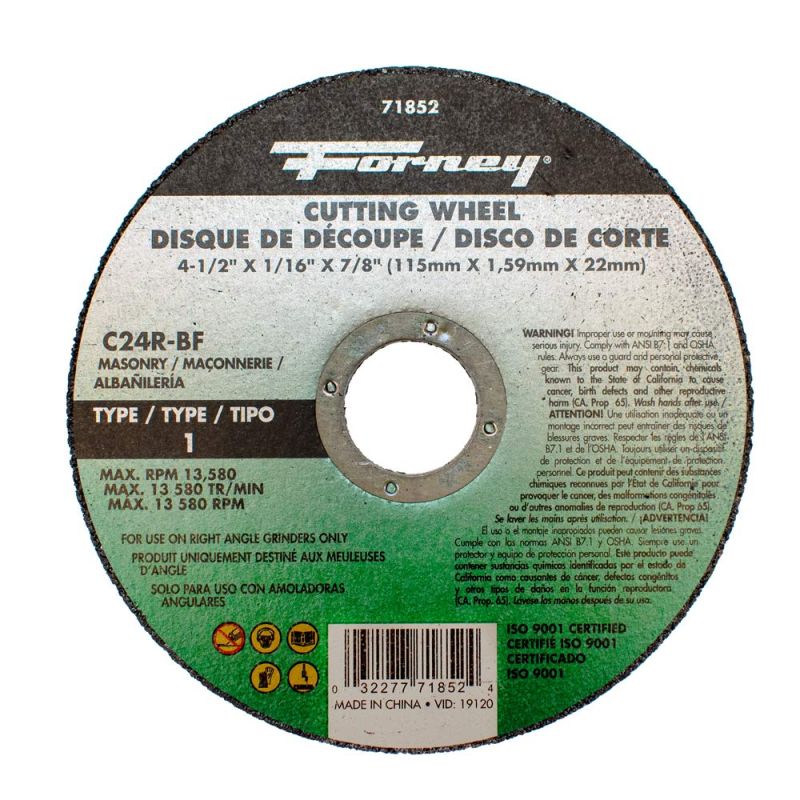 71852
Forney®
CUTTING WHEEL
DISQUE DE DÉCOUPE / DISCO DE CORTE
4-1/2" X 1/16" X 7/8" (115mm X 1,59mm X 22mm)
C24R-BF
MASONRY / MAÇONNERIE /
ALBAÑILERÍA
TYPE / TYPE / TIPO
1
MAX. RPM 13,580
MAX. 13 580 TR/MIN
MAX. 13 580 RPM
FOR USE ON RIGHT ANGLE GRINDERS ONLY
PRODUIT UNIQUEMENT DESTINÉ AUX MEULEUSES
D'ANGLE
SOLO PARA USO CON AMOLADORAS
ANGULARES
WARNING! Improper use or mounting may cause
serious injury. Comply with ANSI B7.1 and OSHA
rules. Always use a guard and personal protective
gear. This product may contain chemicals
known to the State of California to cause
cancer, birth defects and other reproductive
harm (CA. Prop. 65). Wash hands after use. /
ATTENTION! Une utilisation inadéquate ou un
montage incorrect peut entraîner des risques de
blessures graves. Respecter les règles de l'ANSI
B7.1 et de l'OSHA. Toujours utiliser un dispositif
de protection et de l'équipement de protection
personnel. Ce produit peut contenir des substances
chimiques reconnues par l'État de Californie pour
provoquer le cancer, des malformations congénitales
ou d'autres anomalies de reproduction (CA. Prop 65).
Se laver les mains après utilisation. / ¡ADVERTENCIA!
El uso o el montaje inapropiados pueden causar lesiones graves.
Cumple con las normas ANSI B7.1 y OSHA. Siempre use un
protector y equipo de protección personal. Este producto puede
contener sustancias químicas identificadas por el estado de
California como causantes de cáncer, defectos congénitos
y otros tipos de daños en la función reproductora
(CA. Prop. 65). Lávese las manos después de su uso.
ISO 9001 CERTIFIED
CERTIFIÉ ISO 9001
CERTIFICADO
ISO 9001
0 32277 71852 4
MADE IN CHINA • VID: 19120